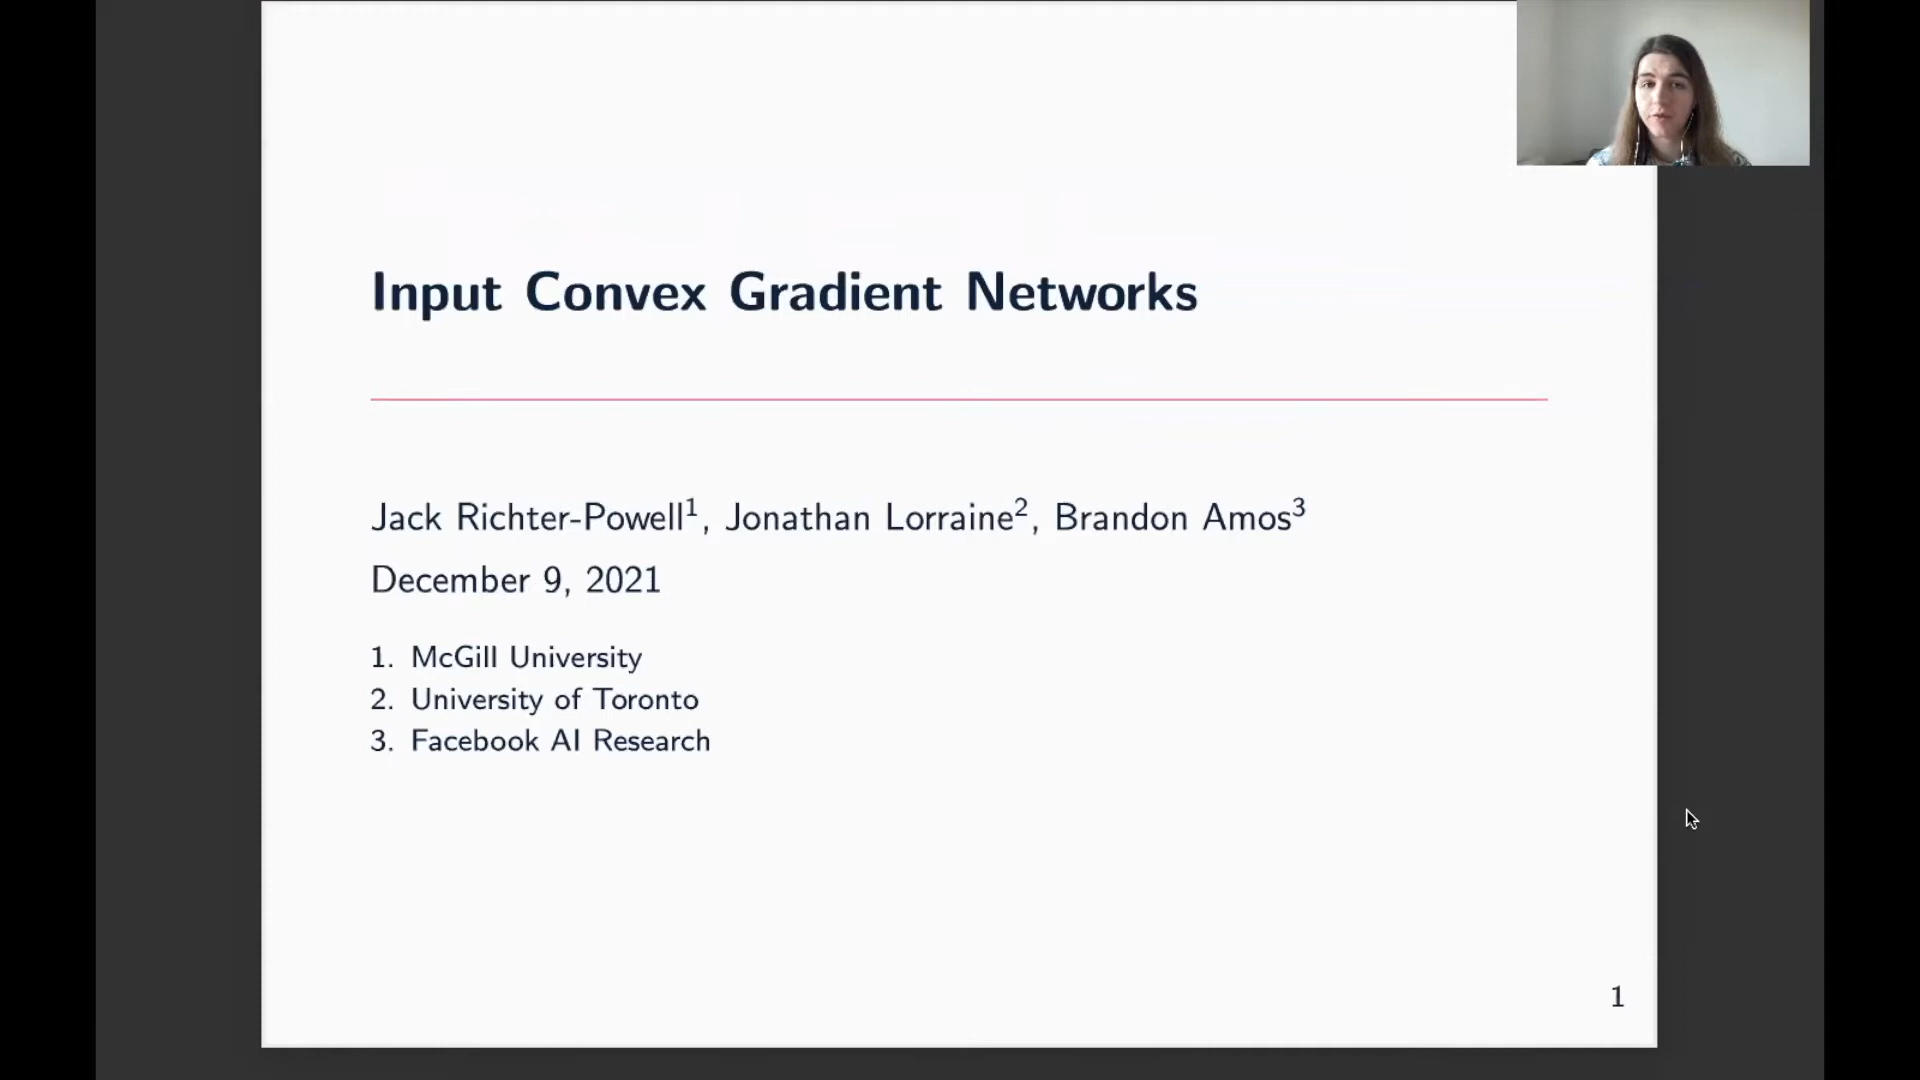 Input Convex Gradient Networks
Jack Richter-Powell¹, Jonathan Lorraine², Brandon Amos³
December 9, 2021
1. McGill University
2. University of Toronto
3. Facebook AI Research
1